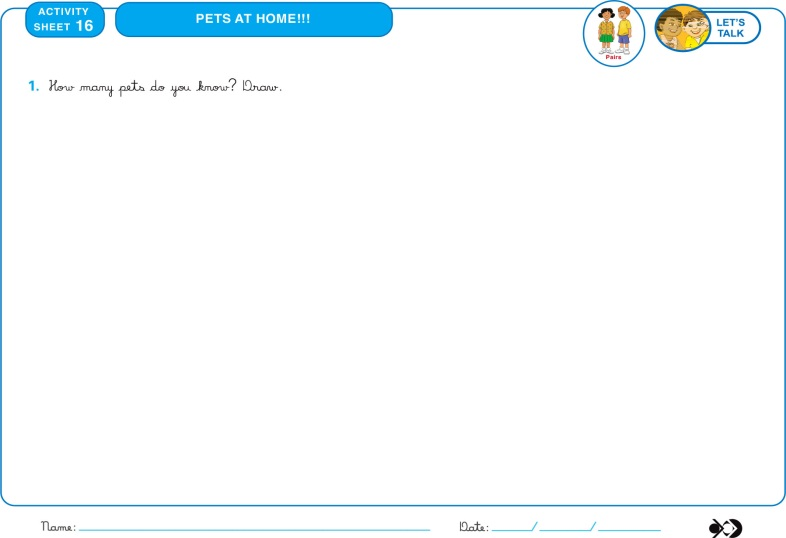 ACTIVITY
SHEET 16
PETS AT HOME!!!
Pairs
LET'S
TALK
1. How many pets do you know? Draw.
Name:
Date: / /